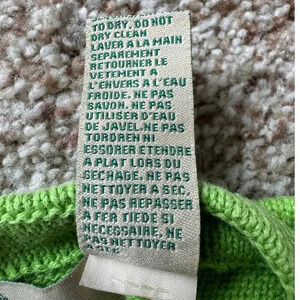 TO DRY. DO NOT
DRY CLEAN
LAVER A LA MAIN
SEPAREMENT
RETOURNER LE
VETEMENT A
L'ENVERS A L'EAU
FROIDE. NE PAS
SAVON. NE PAS
UTILISER D'EAU
DE JAVEL.NE PAS
TORDREN NI
ESSORER ETENDRE
A PLAT LORS DU
SECHAGE. NE PAS
NETTOYER A SEC.
NE PAS REPASSER
A FER TIEDE SI
NECESSAIRE. NE
PAS NETTOYER
A SEC